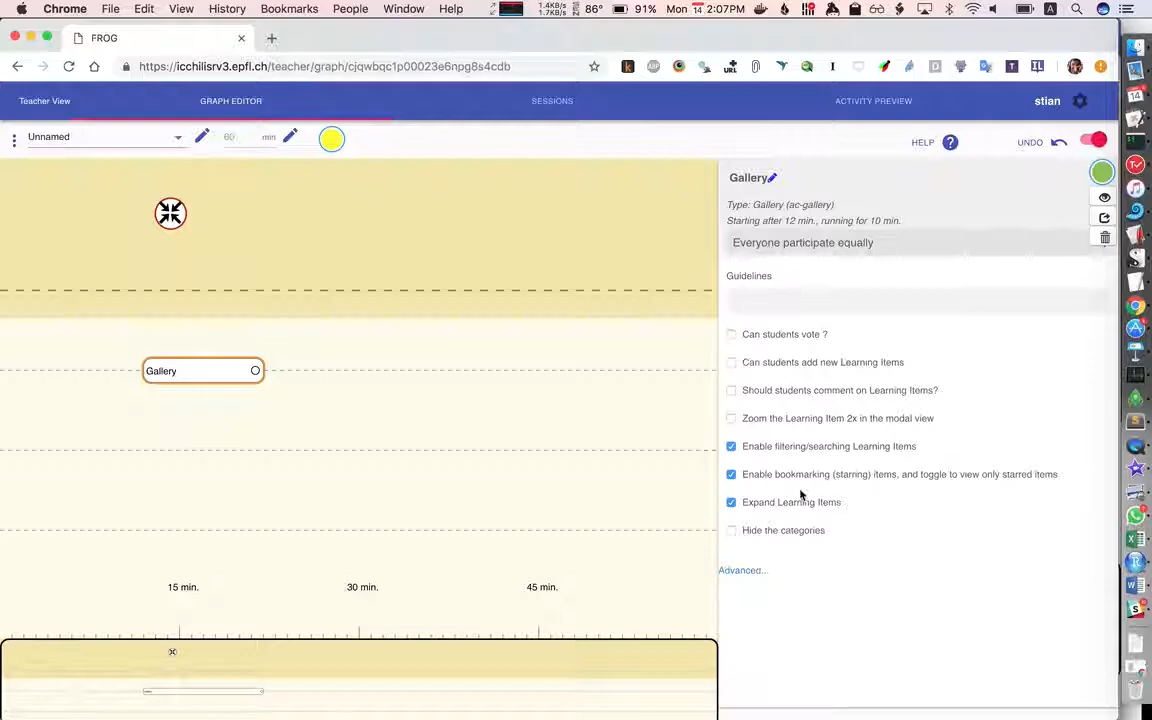 Chrome File Edit View History Bookmarks People Window Help 1.4KB/s 1.7KB/s 86° 91% Mon 14 2:07PM
FROG
https://icchilisrv3.epfl.ch/teacher/graph/cjqwbqc1p00023e6npg8s4cdb
Teacher View GRAPH EDITOR SESSIONS ACTIVITY PREVIEW stian
Unnamed 60 min HELP UNDO
Gallery
Type: Gallery (ac-gallery)
Starting after 12 min., running for 10 min.
Everyone participate equally
Guidelines
Can students vote ?
Can students add new Learning Items
Gallery
Should students comment on Learning Items?
Zoom the Learning Item 2x in the modal view
Enable filtering/searching Learning Items
Enable bookmarking (starring) items, and toggle to view only starred items
Expand Learning Items
Hide the categories
Advanced...
15 min. 30 min. 45 min.